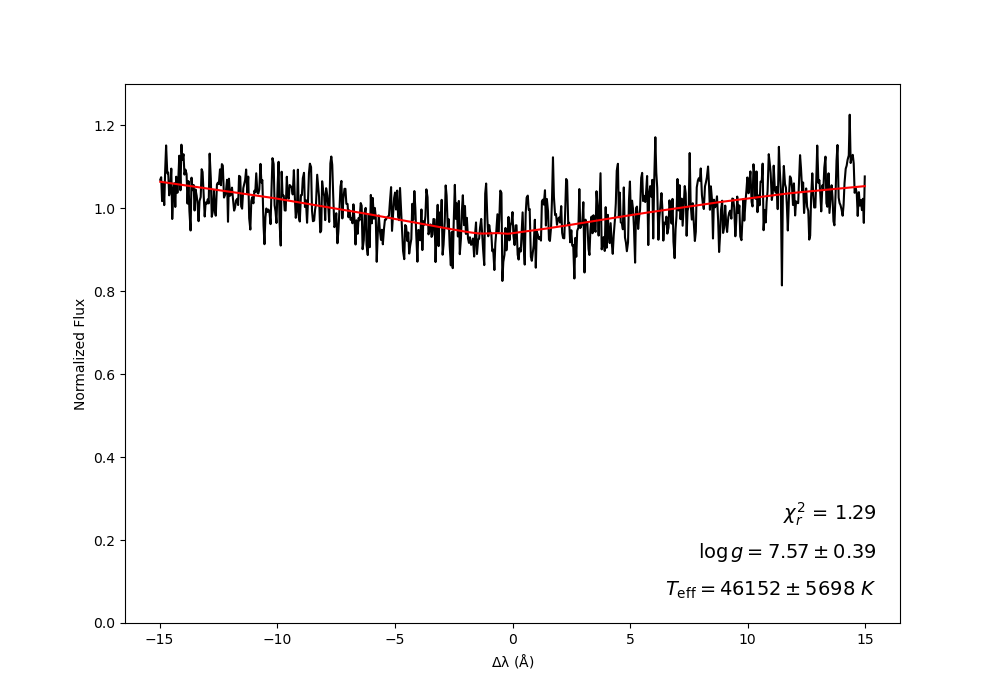 1.2
1.0
0.8
0.6
0.4
0.2
0.0
Normalized Flux
χ²ᵣ = 1.29
log g = 7.57 ± 0.39
T_eff = 46152 ± 5698 K
−15 −10 −5 0 5 10 15
Δλ (Å)